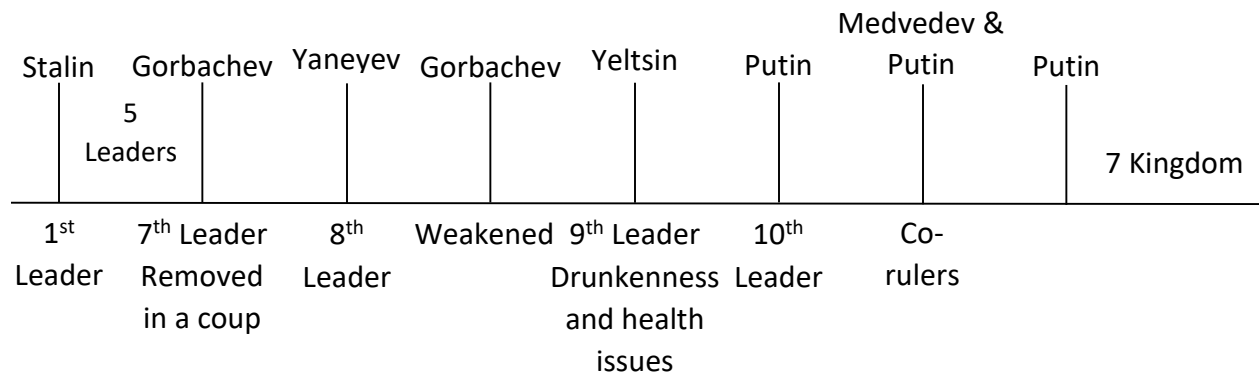 Medvedev &
Stalin Gorbachev Yaneyev Gorbachev Yeltsin Putin Putin Putin
5
Leaders
7 Kingdom
1st 7th Leader 8th Weakened 9th Leader 10th Co-
Leader Removed Leader Drunkenness Leader rulers
in a coup and health
issues